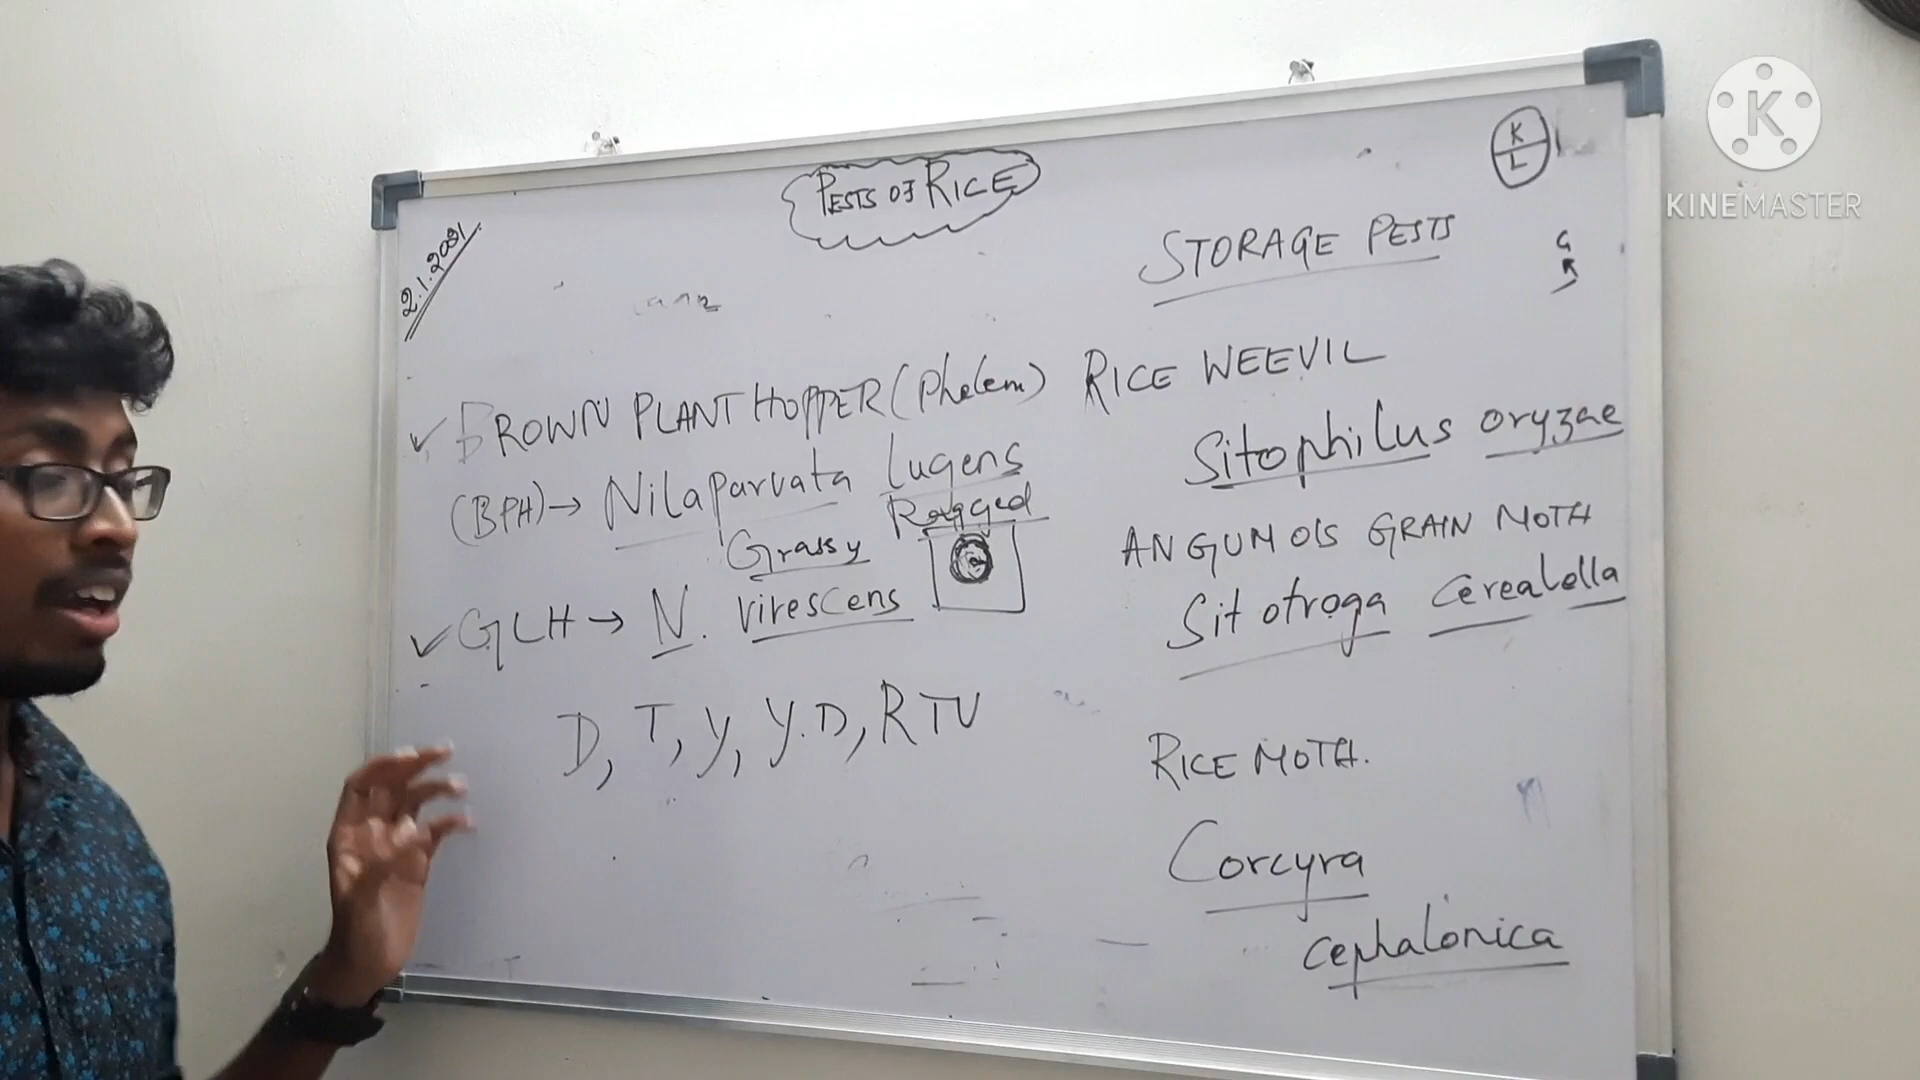 PESTS OF RICE
K
L
KINEMASTER
2.1.2021
STORAGE PESTS
G
BROWN PLANT HOPPER (Phelem)
(BPH) → Nilaparvata lugens
Grassy Ragged
✓ GLH → N. virescens
D, T, Y, Y.D, RTV
RICE WEEVIL
Sitophilus oryzae
ANGUMOIS GRAIN MOTH
Sitotroga cerealella
RICE MOTH.
Corcyra
cephalonica